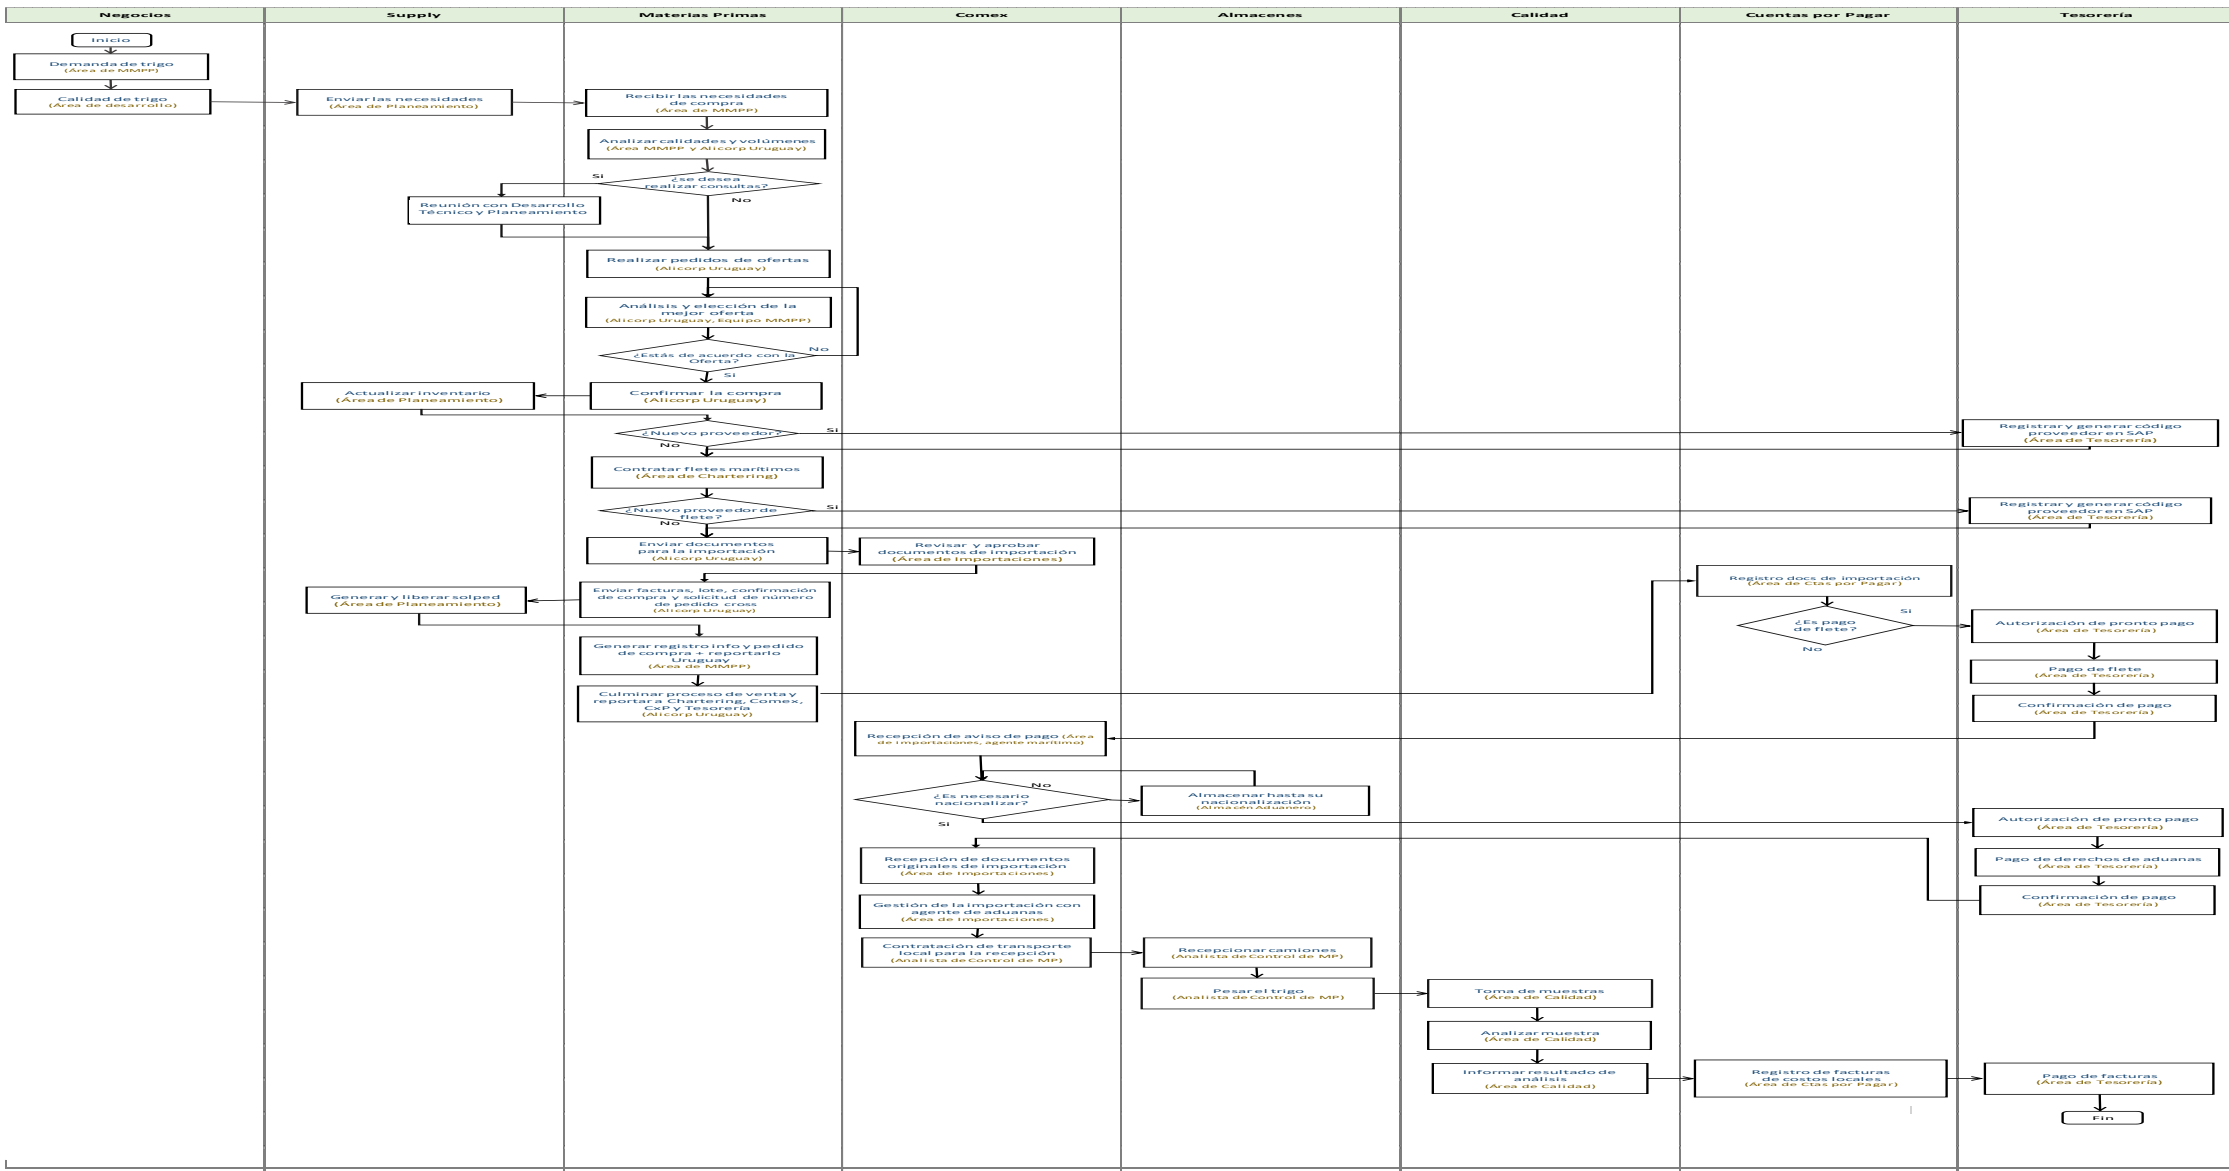 Negocios
Supply
Materias Primas
Comex
Almacenes
Calidad
Cuentas por Pagar
Tesorería
Inicio
Demanda de trigo
(Área de MMPP)
Calidad de trigo
(Área de desarrollo)
Enviar las necesidades
(Área de Planeamiento)
Recibir las necesidades
de compra
(Área de MMPP)
Analizar calidades y volúmenes
(Área MMPP y Alicorp Uruguay)
¿se desea
realizar consultas?
Si
No
Reunión con Desarrollo
Técnico y Planeamiento
Realizar pedidos de ofertas
(Alicorp Uruguay)
Análisis y elección de la
mejor oferta
(Alicorp Uruguay, Equipo MMPP)
¿Estás de acuerdo con la
Oferta?
No
Si
Confirmar la compra
(Alicorp Uruguay)
Actualizar inventario
(Área de Planeamiento)
¿Nuevo proveedor?
Si
No
Registrar y generar código
proveedor en SAP
(Área de Tesorería)
Contratar fletes marítimos
(Área de Chartering)
¿Nuevo proveedor de
flete?
Si
No
Registrar y generar código
proveedor en SAP
(Área de Tesorería)
Enviar documentos
para la importación
(Alicorp Uruguay)
Revisar y aprobar
documentos de importación
(Área de Importaciones)
Enviar facturas, lote, confirmación
de compra y solicitud de número
de pedido cross
(Alicorp Uruguay)
Generar y liberar solped
(Área de Planeamiento)
Generar registro info y pedido
de compra + reportarlo
Uruguay
(Área de MMPP)
Culminar proceso de venta y
reportar a Chartering, Comex,
CxP y Tesorería
(Alicorp Uruguay)
Registro docs de importación
(Área de Ctas por Pagar)
¿Es pago
de flete?
Si
No
Autorización de pronto pago
(Área de Tesorería)
Pago de flete
(Área de Tesorería)
Confirmación de pago
(Área de Tesorería)
Recepción de aviso de pago (Área
de Importaciones, agente marítimo)
¿Es necesario
nacionalizar?
No
Si
Almacenar hasta su
nacionalización
(Almacén Aduanero)
Autorización de pronto pago
(Área de Tesorería)
Pago de derechos de aduanas
(Área de Tesorería)
Confirmación de pago
(Área de Tesorería)
Recepción de documentos
originales de importación
(Área de Importaciones)
Gestión de la importación con
agente de aduanas
(Área de Importaciones)
Contratación de transporte
local para la recepción
(Analista de Control de MP)
Recepcionar camiones
(Analista de Control de MP)
Pesar el trigo
(Analista de Control de MP)
Toma de muestras
(Área de Calidad)
Analizar muestra
(Área de Calidad)
Informar resultado de
análisis
(Área de Calidad)
Registro de facturas
de costos locales
(Área de Ctas por Pagar)
Pago de facturas
(Área de Tesorería)
Fin